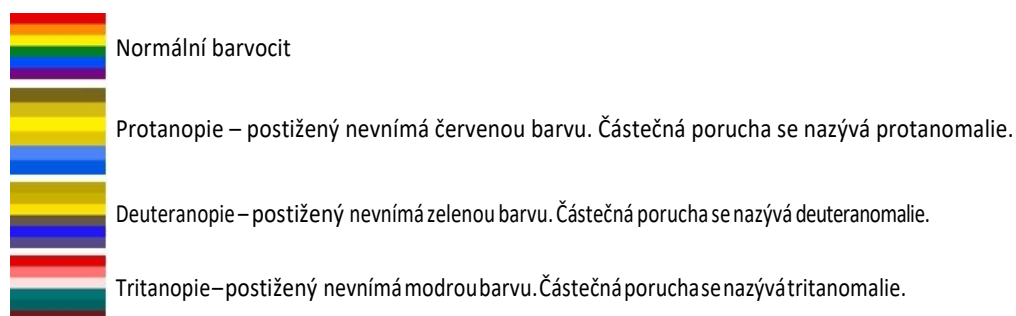 Normální barvocit
Protanopie – postižený nevnímá červenou barvu. Částečná porucha se nazývá protanomalie.
Deuteranopie – postižený nevnímá zelenou barvu. Částečná porucha se nazývá deuteranomalie.
Tritanopie – postižený nevnímá modrou barvu. Částečná porucha se nazývá tritanomalie.